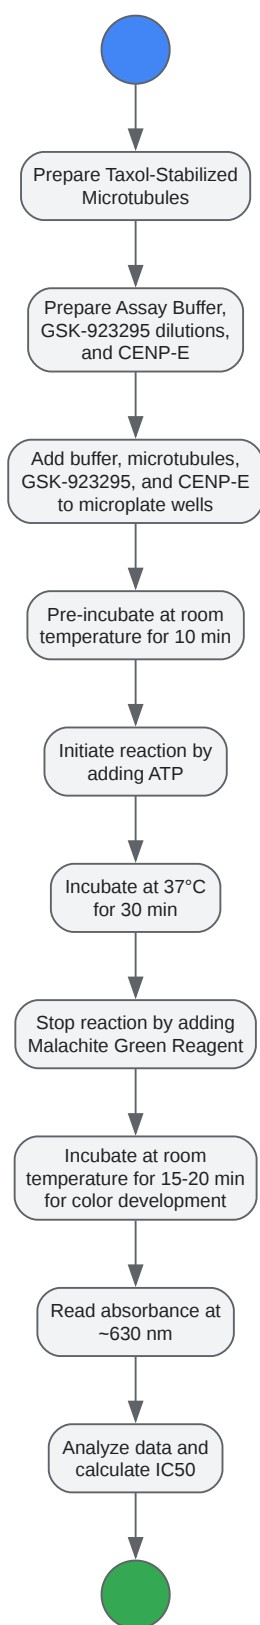 Prepare Taxol-Stabilized
Microtubules
Prepare Assay Buffer,
GSK-923295 dilutions,
and CENP-E
Add buffer, microtubules,
GSK-923295, and CENP-E
to microplate wells
Pre-incubate at room
temperature for 10 min
Initiate reaction by
adding ATP
Incubate at 37°C
for 30 min
Stop reaction by adding
Malachite Green Reagent
Incubate at room
temperature for 15-20 min
for color development
Read absorbance at
~630 nm
Analyze data and
calculate IC50